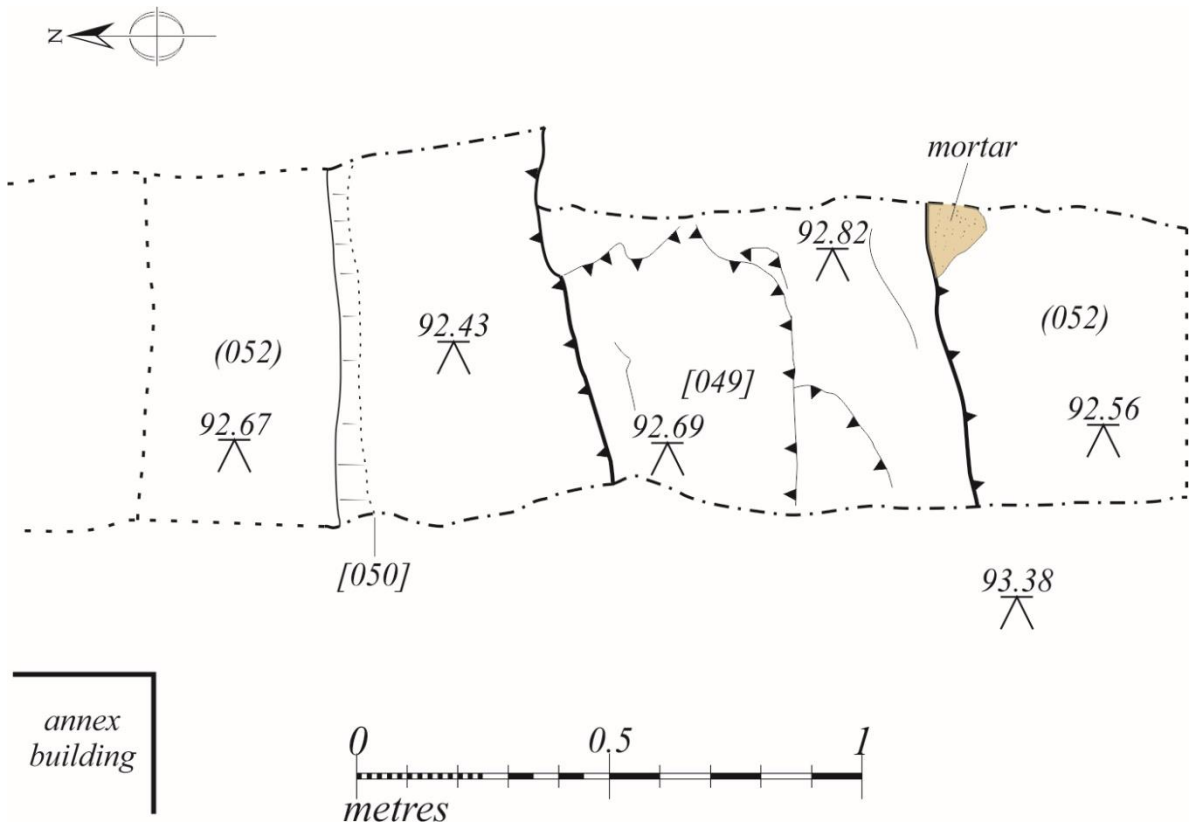 N
mortar
92.82
(052)
92.43
(052)
[049]
92.67
92.69
92.56
[050]
93.38
annex
building
0 0.5 1
metres